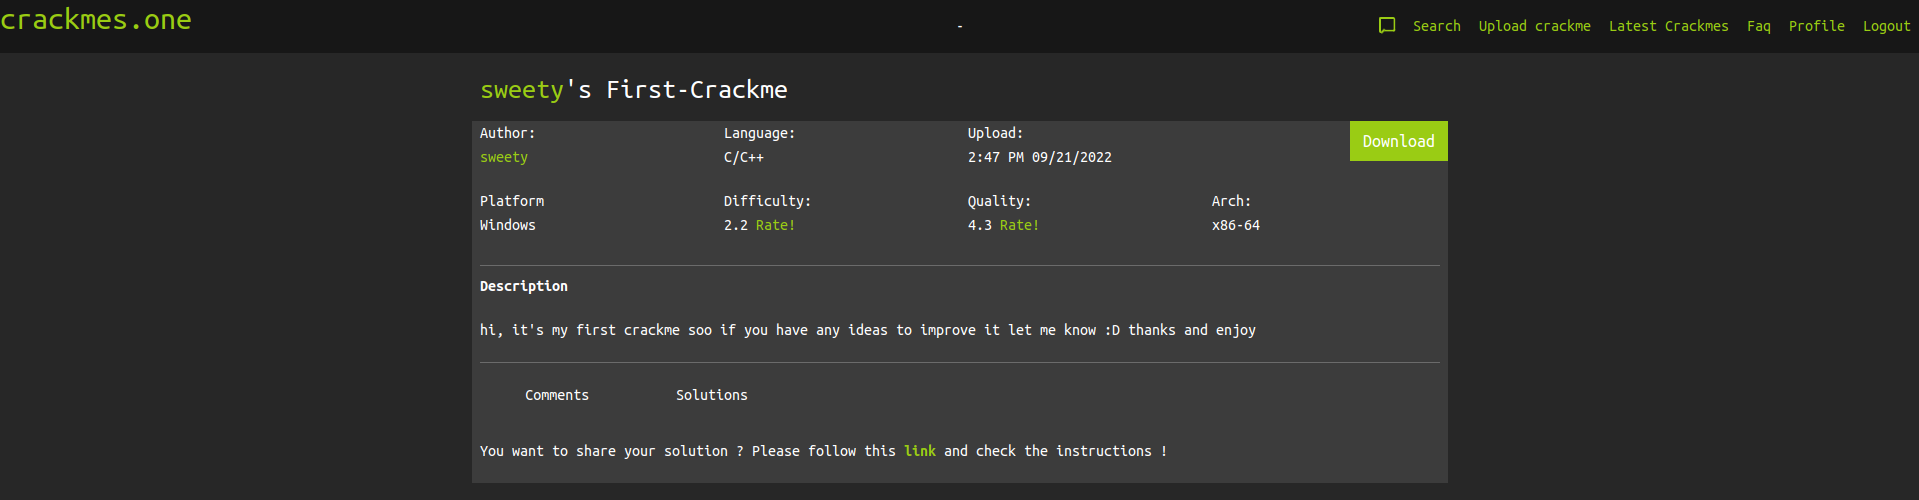 crackmes.one
- Search Upload crackme Latest Crackmes Faq Profile Logout
sweety's First-Crackme
Author: Language: Upload: Download
sweety C/C++ 2:47 PM 09/21/2022
Platform Difficulty: Quality: Arch:
Windows 2.2 Rate! 4.3 Rate! x86-64
Description
hi, it's my first crackme soo if you have any ideas to improve it let me know :D thanks and enjoy
Comments Solutions
You want to share your solution ? Please follow this link and check the instructions !